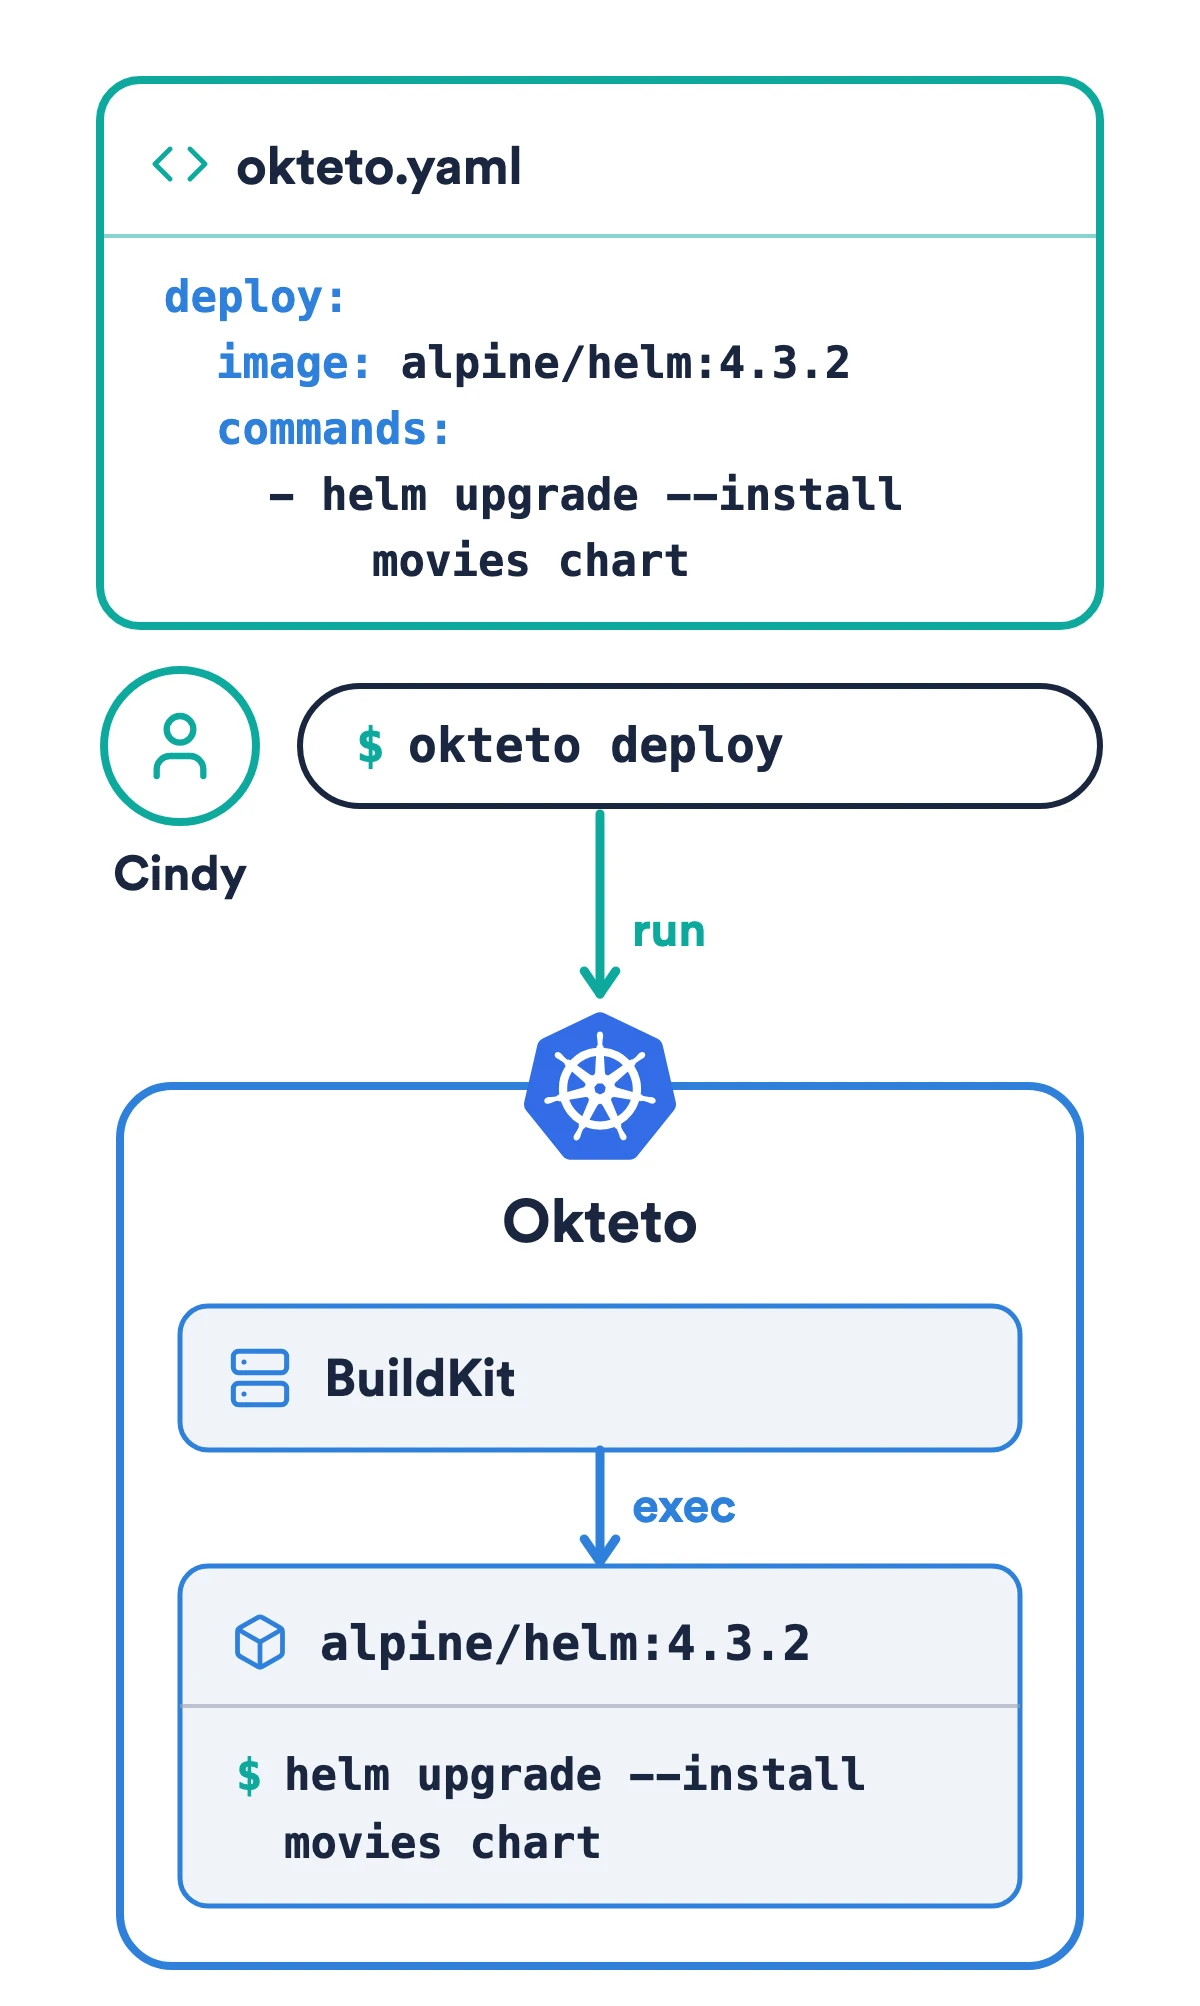 okteto.yaml
deploy:
image: alpine/helm:4.3.2
commands:
- helm upgrade --install
movies chart
$ okteto deploy
Cindy
run
Okteto
BuildKit
exec
alpine/helm:4.3.2
$ helm upgrade --install
movies chart